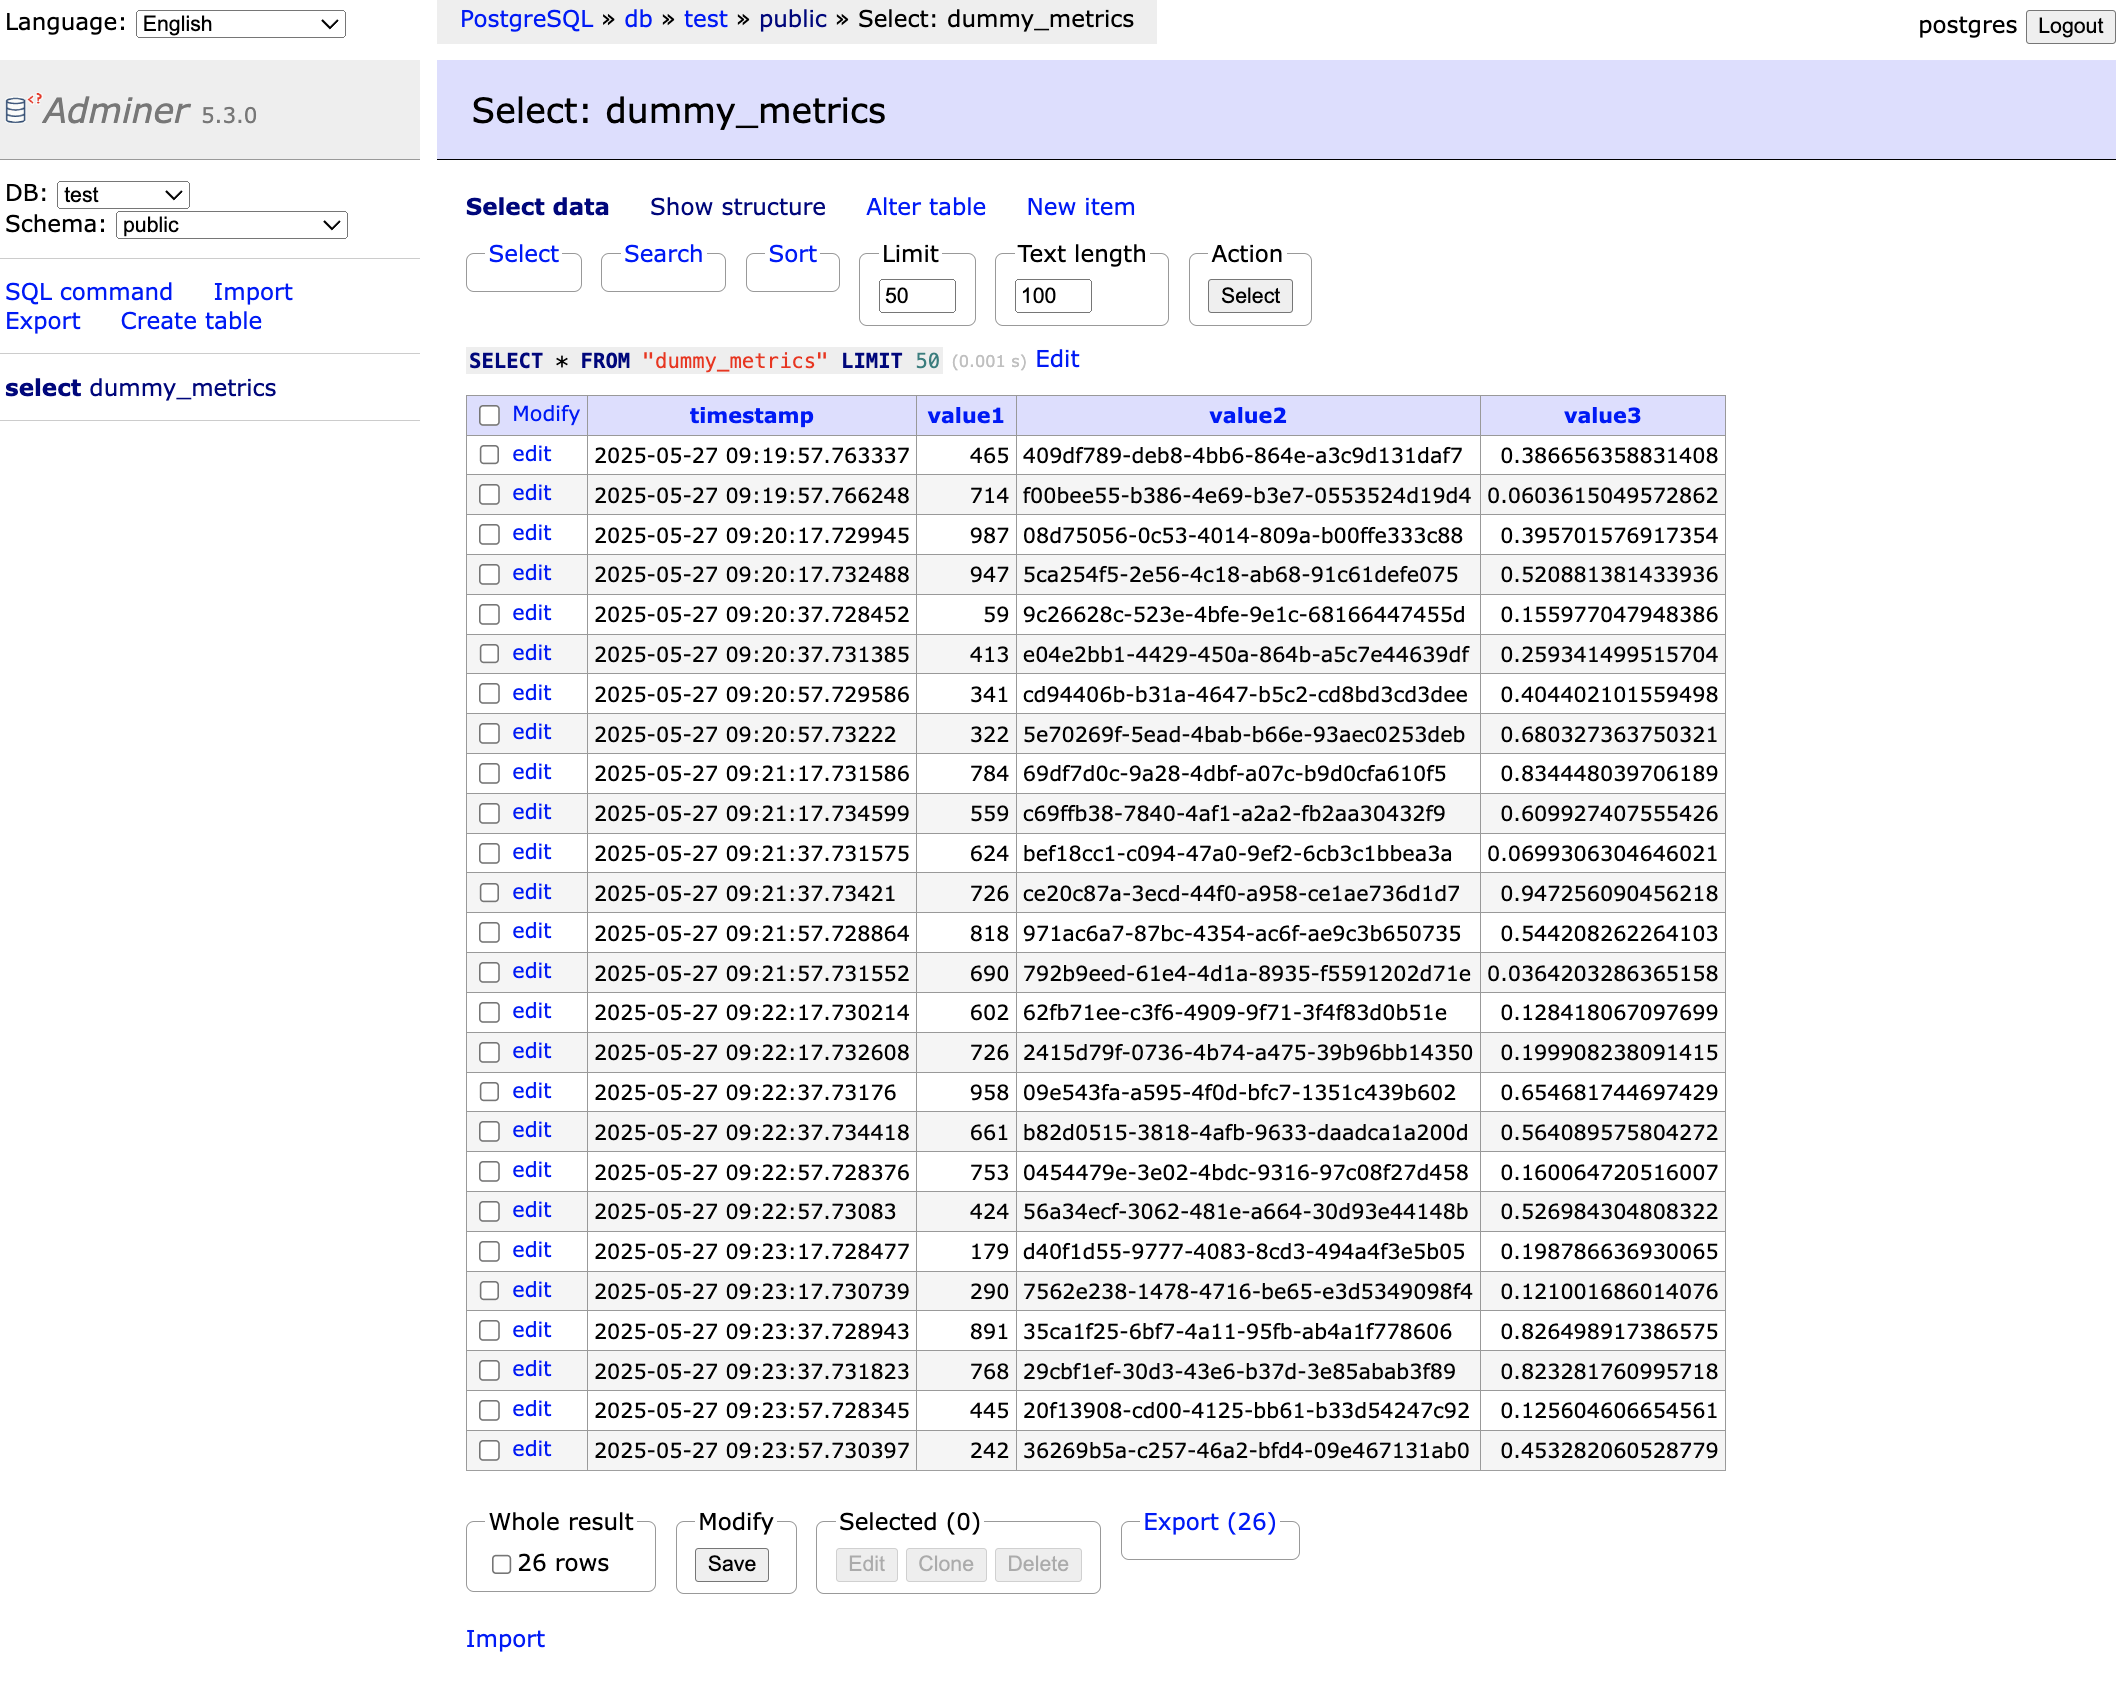 Language: English
PostgreSQL » db » test » public » Select: dummy_metrics
postgres Logout
Adminer 5.3.0
Select: dummy_metrics
DB: test
Schema: public
SQL command Import
Export Create table
select dummy_metrics
Select data Show structure Alter table New item
Select Search Sort Limit Text length Action
50 100 Select
SELECT * FROM "dummy_metrics" LIMIT 50 (0.001 s) Edit
Modify timestamp value1 value2 value3
edit 2025-05-27 09:19:57.763337 465 409df789-deb8-4bb6-864e-a3c9d131daf7 0.386656358831408
edit 2025-05-27 09:19:57.766248 714 f00bee55-b386-4e69-b3e7-0553524d19d4 0.0603615049572862
edit 2025-05-27 09:20:17.729945 987 08d75056-0c53-4014-809a-b00ffe333c88 0.395701576917354
edit 2025-05-27 09:20:17.732488 947 5ca254f5-2e56-4c18-ab68-91c61defe075 0.520881381433936
edit 2025-05-27 09:20:37.728452 59 9c26628c-523e-4bfe-9e1c-68166447455d 0.155977047948386
edit 2025-05-27 09:20:37.731385 413 e04e2bb1-4429-450a-864b-a5c7e44639df 0.259341499515704
edit 2025-05-27 09:20:57.729586 341 cd94406b-b31a-4647-b5c2-cd8bd3cd3dee 0.404402101559498
edit 2025-05-27 09:20:57.73222 322 5e70269f-5ead-4bab-b66e-93aec0253deb 0.680327363750321
edit 2025-05-27 09:21:17.731586 784 69df7d0c-9a28-4dbf-a07c-b9d0cfa610f5 0.834448039706189
edit 2025-05-27 09:21:17.734599 559 c69ffb38-7840-4af1-a2a2-fb2aa30432f9 0.609927407555426
edit 2025-05-27 09:21:37.731575 624 bef18cc1-c094-47a0-9ef2-6cb3c1bbea3a 0.0699306304646021
edit 2025-05-27 09:21:37.73421 726 ce20c87a-3ecd-44f0-a958-ce1ae736d1d7 0.947256090456218
edit 2025-05-27 09:21:57.728864 818 971ac6a7-87bc-4354-ac6f-ae9c3b650735 0.544208262264103
edit 2025-05-27 09:21:57.731552 690 792b9eed-61e4-4d1a-8935-f5591202d71e 0.0364203286365158
edit 2025-05-27 09:22:17.730214 602 62fb71ee-c3f6-4909-9f71-3f4f83d0b51e 0.128418067097699
edit 2025-05-27 09:22:17.732608 726 2415d79f-0736-4b74-a475-39b96bb14350 0.199908238091415
edit 2025-05-27 09:22:37.73176 958 09e543fa-a595-4f0d-bfc7-1351c439b602 0.654681744697429
edit 2025-05-27 09:22:37.734418 661 b82d0515-3818-4afb-9633-daadca1a200d 0.564089575804272
edit 2025-05-27 09:22:57.728376 753 0454479e-3e02-4bdc-9316-97c08f27d458 0.160064720516007
edit 2025-05-27 09:22:57.73083 424 56a34ecf-3062-481e-a664-30d93e44148b 0.526984304808322
edit 2025-05-27 09:23:17.728477 179 d40f1d55-9777-4083-8cd3-494a4f3e5b05 0.198786636930065
edit 2025-05-27 09:23:17.730739 290 7562e238-1478-4716-be65-e3d5349098f4 0.121001686014076
edit 2025-05-27 09:23:37.728943 891 35ca1f25-6bf7-4a11-95fb-ab4a1f778606 0.826498917386575
edit 2025-05-27 09:23:37.731823 768 29cbf1ef-30d3-43e6-b37d-3e85abab3f89 0.823281760995718
edit 2025-05-27 09:23:57.728345 445 20f13908-cd00-4125-bb61-b33d54247c92 0.125604606654561
edit 2025-05-27 09:23:57.730397 242 36269b5a-c257-46a2-bfd4-09e467131ab0 0.453282060528779
Whole result Modify Selected (0) Export (26)
26 rows Save Edit Clone Delete
Import